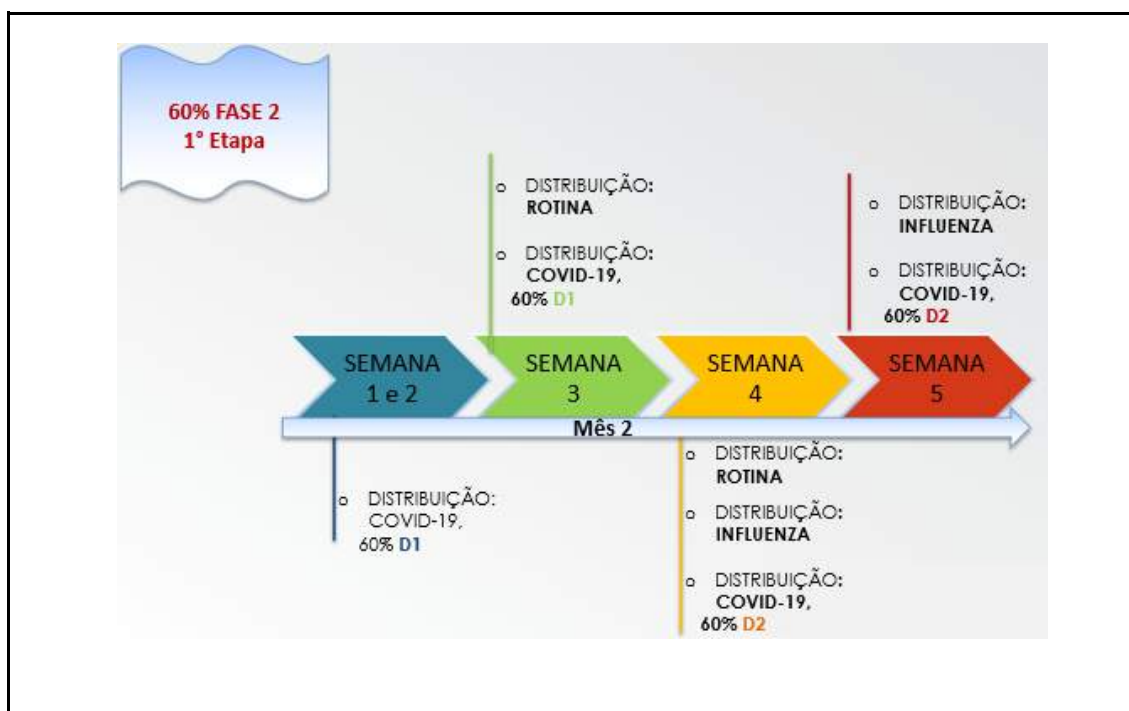 60% FASE 2
1° Etapa
o DISTRIBUIÇÃO:
ROTINA
o DISTRIBUIÇÃO:
COVID-19,
60% D1
o DISTRIBUIÇÃO:
INFLUENZA
o DISTRIBUIÇÃO:
COVID-19,
60% D2
SEMANA
1 e 2
SEMANA
3
SEMANA
4
SEMANA
5
Mês 2
o DISTRIBUIÇÃO:
COVID-19,
60% D1
o DISTRIBUIÇÃO:
ROTINA
o DISTRIBUIÇÃO:
INFLUENZA
o DISTRIBUIÇÃO:
COVID-19,
60% D2